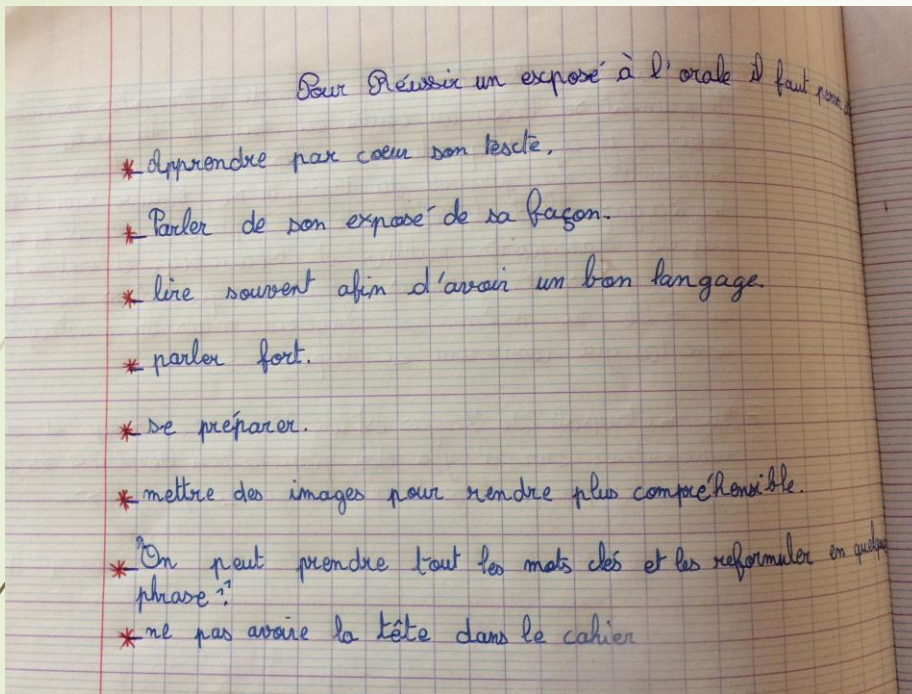 Pour Réussir un exposé à l'orale il faut
* Apprendre par coeur son texte.
* Parler de son exposé de sa façon.
* lire souvent afin d'avoir un bon langage.
* parler fort.
* se préparer.
* mettre des images pour rendre plus compréhensible.
* On peut prendre tout les mots clés et les reformuler en
phrase ??
* ne pas avoire la tête dans le cahier